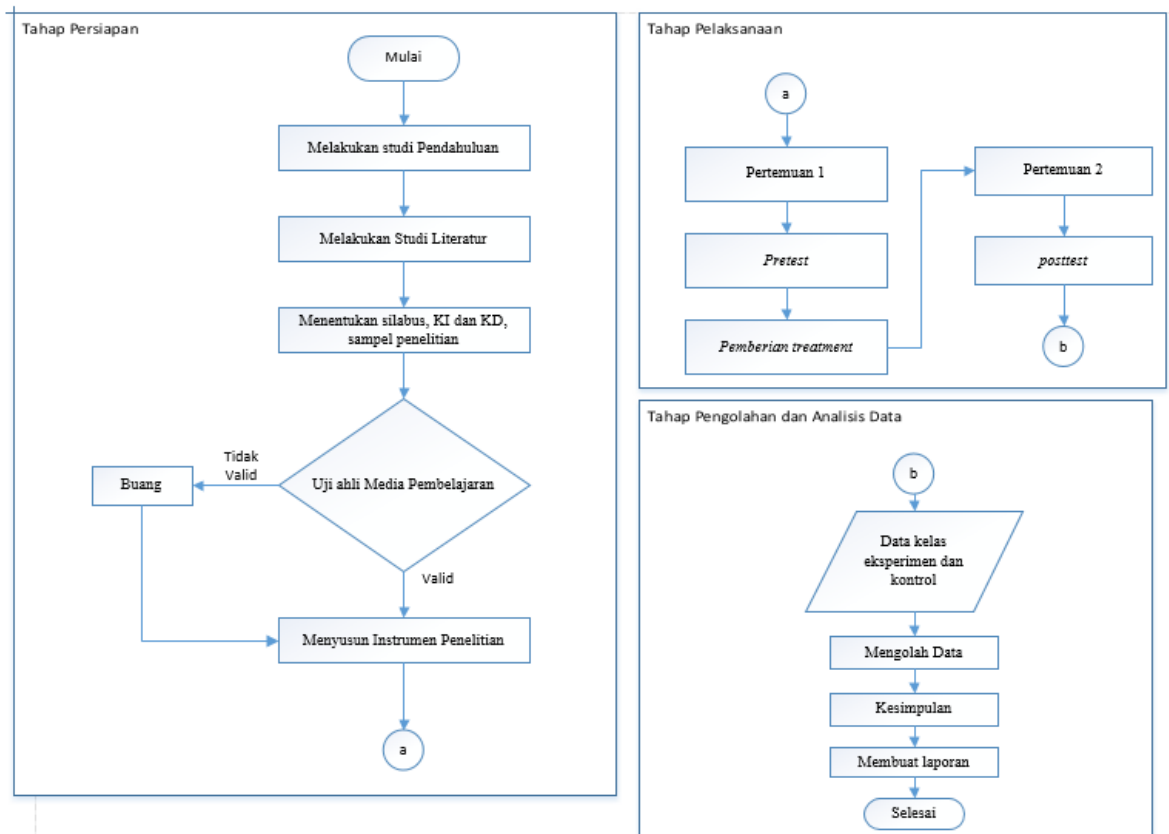 Tahap Persiapan
Mulai
Melakukan studi Pendahuluan
Melakukan Studi Literatur
Menentukan silabus, KI dan KD,
sampel penelitian
Uji ahli Media Pembelajaran
Tidak
Valid
Buang
Valid
Menyusun Instrumen Penelitian
a
Tahap Pelaksanaan
a
Pertemuan 1
Pretest
Pemberian treatment
Pertemuan 2
posttest
b
Tahap Pengolahan dan Analisis Data
b
Data kelas
eksperimen dan
kontrol
Mengolah Data
Kesimpulan
Membuat laporan
Selesai